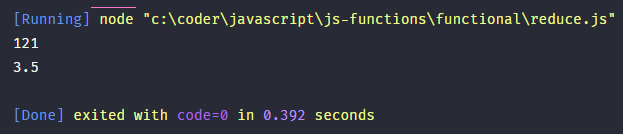 [Running] node "c:\coder\javascript\js-functions\functional\reduce.js"
121
3.5
[Done] exited with code=0 in 0.392 seconds